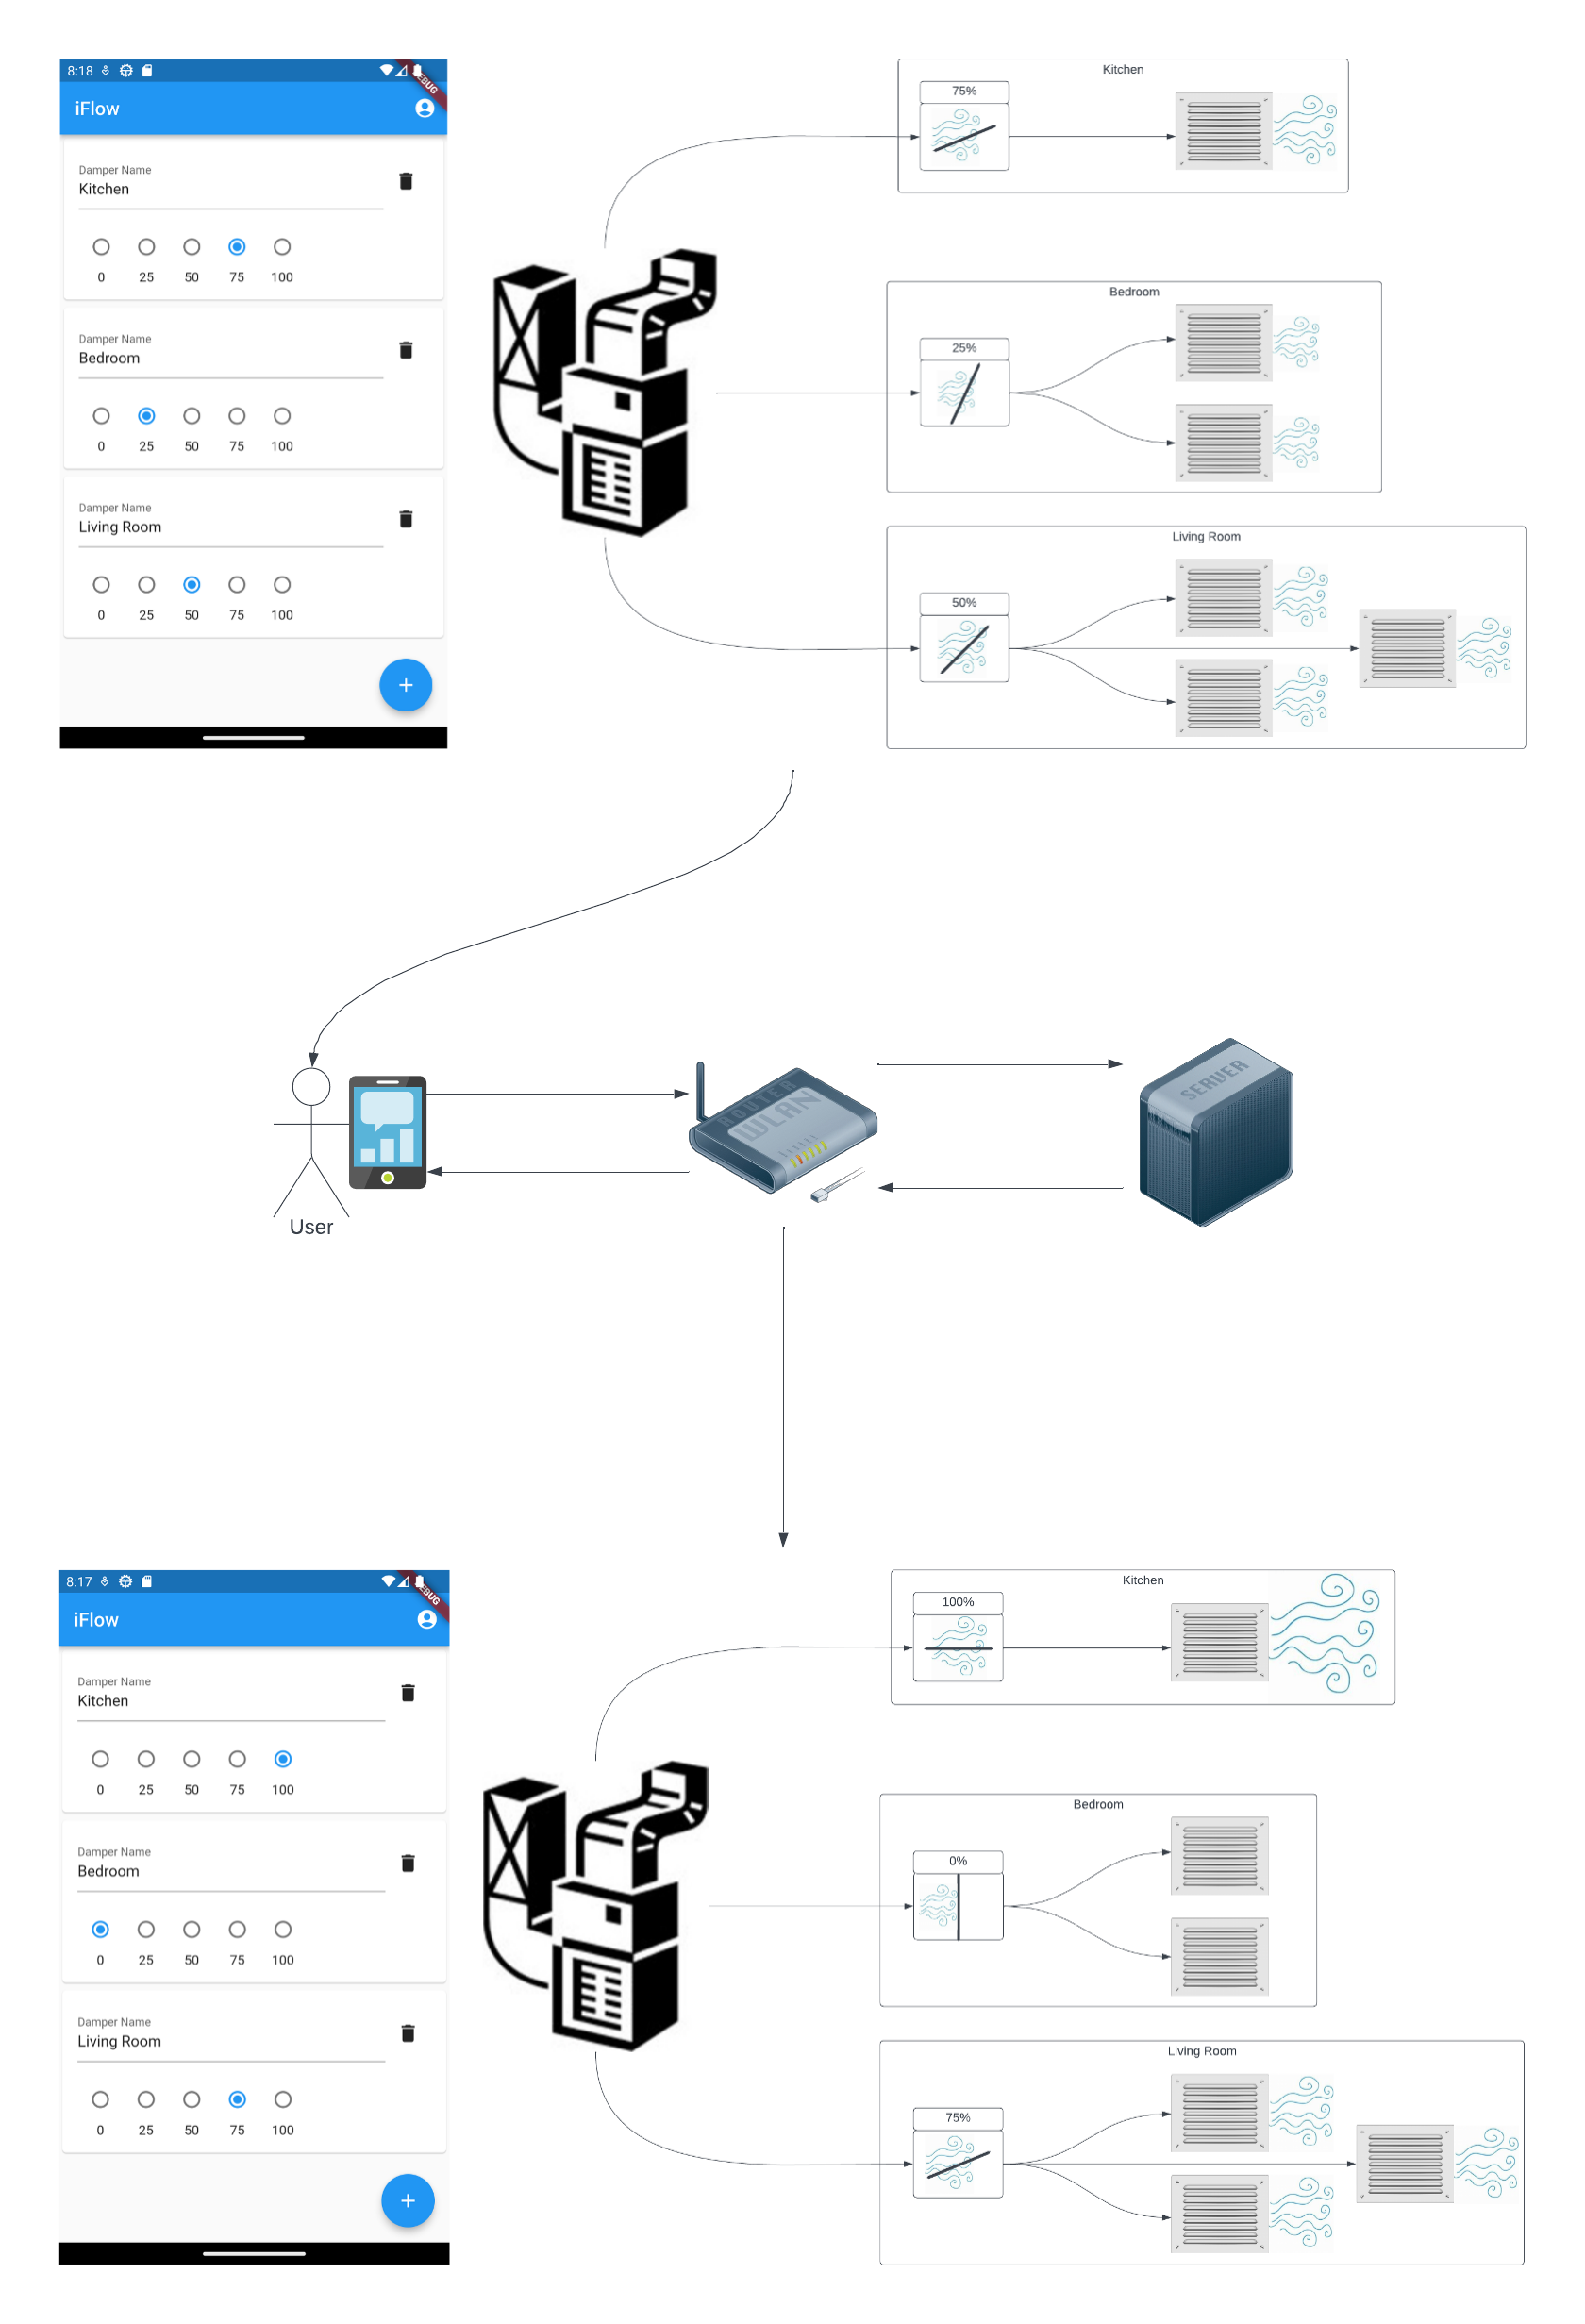 8:18
DEBUG
iFlow
Damper Name
Kitchen
0 25 50 75 100
Damper Name
Bedroom
0 25 50 75 100
Damper Name
Living Room
0 25 50 75 100
+
Kitchen
75%
Bedroom
25%
Living Room
50%
User
ROUTER
WLAN
SERVER
8:17
DEBUG
iFlow
Damper Name
Kitchen
0 25 50 75 100
Damper Name
Bedroom
0 25 50 75 100
Damper Name
Living Room
0 25 50 75 100
+
Kitchen
100%
Bedroom
0%
Living Room
75%